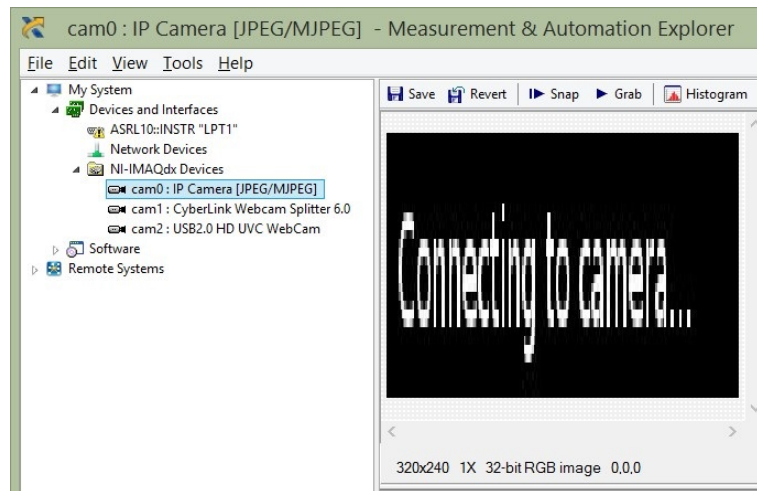 cam0 : IP Camera [JPEG/MJPEG] - Measurement & Automation Explorer
File Edit View Tools Help
My System
Devices and Interfaces
ASRL10::INSTR "LPT1"
Network Devices
NI-IMAQdx Devices
cam0 : IP Camera [JPEG/MJPEG]
cam1 : CyberLink Webcam Splitter 6.0
cam2 : USB2.0 HD UVC WebCam
Software
Remote Systems
Save Revert Snap Grab Histogram
Connecting to camera...
320x240 1X 32-bit RGB image 0,0,0